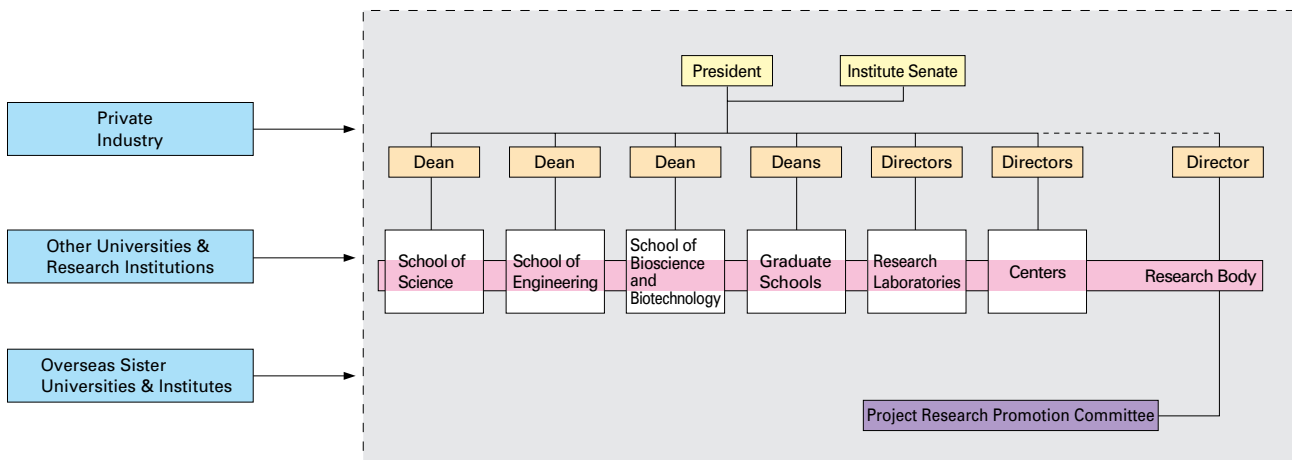 President
Institute Senate
Private
Industry
Dean
Dean
Dean
Deans
Directors
Directors
Director
Other Universities &
Research Institutions
School of
Science
School of
Engineering
School of
Bioscience
and
Biotechnology
Graduate
Schools
Research
Laboratories
Centers
Research Body
Overseas Sister
Universities & Institutes
Project Research Promotion Committee